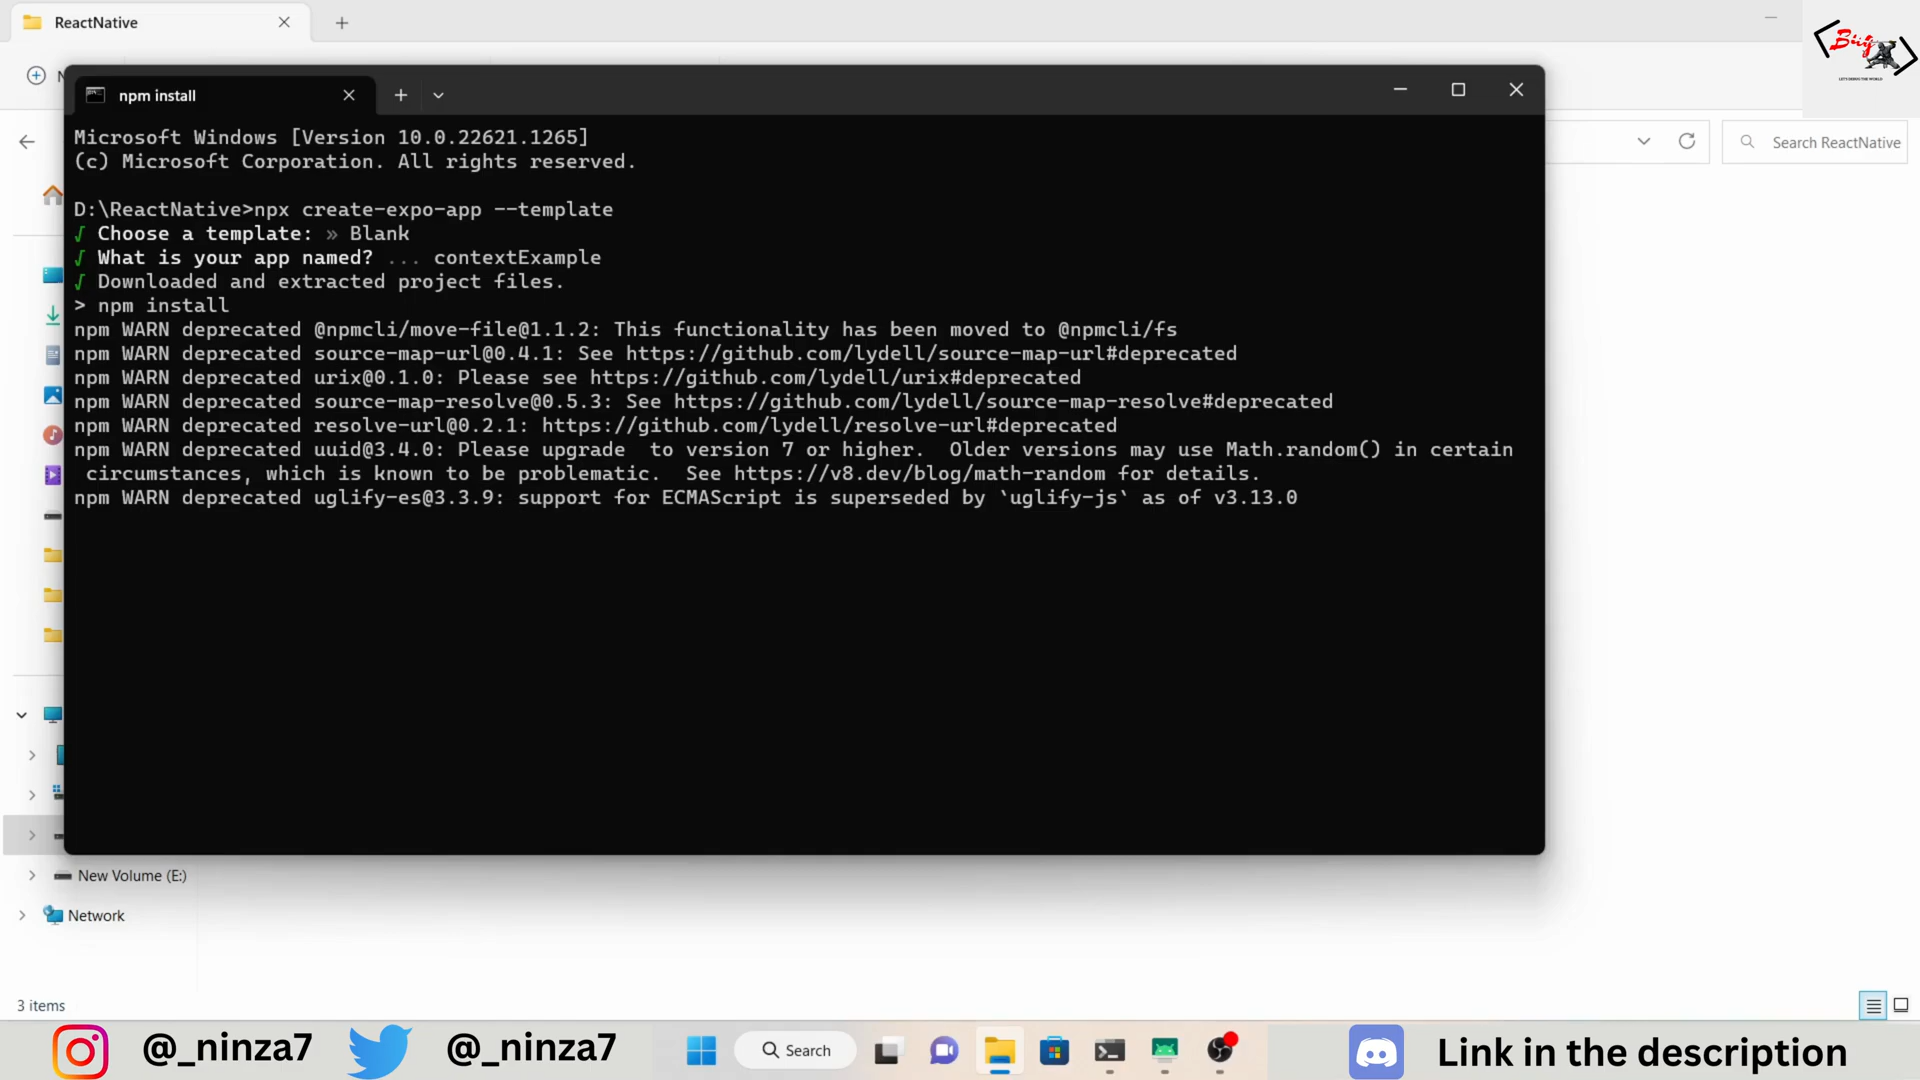 ReactNative
Bug
LET'S DEBUG THE WORLD
npm install
Microsoft Windows [Version 10.0.22621.1265]
(c) Microsoft Corporation. All rights reserved.
Search ReactNative
D:\ReactNative>npx create-expo-app --template
√ Choose a template: » Blank
√ What is your app named? ... contextExample
√ Downloaded and extracted project files.
> npm install
npm WARN deprecated @npmcli/move-file@1.1.2: This functionality has been moved to @npmcli/fs
npm WARN deprecated source-map-url@0.4.1: See https://github.com/lydell/source-map-url#deprecated
npm WARN deprecated urix@0.1.0: Please see https://github.com/lydell/urix#deprecated
npm WARN deprecated source-map-resolve@0.5.3: See https://github.com/lydell/source-map-resolve#deprecated
npm WARN deprecated resolve-url@0.2.1: https://github.com/lydell/resolve-url#deprecated
npm WARN deprecated uuid@3.4.0: Please upgrade  to version 7 or higher.  Older versions may use Math.random() in certain
circumstances, which is known to be problematic.  See https://v8.dev/blog/math-random for details.
npm WARN deprecated uglify-es@3.3.9: support for ECMAScript is superseded by `uglify-js` as of v3.13.0
New Volume (E:)
Network
3 items
@_ninza7
@_ninza7
Search
Link in the description